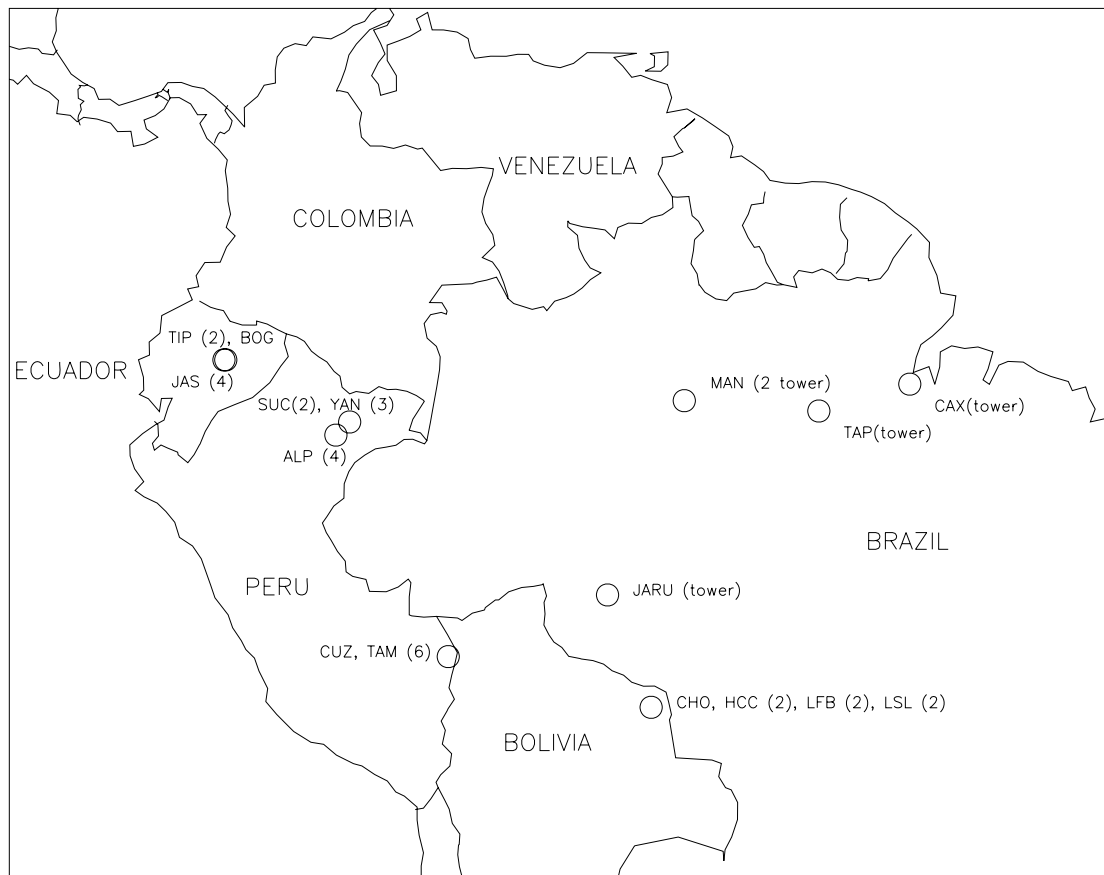 VENEZUELA
COLOMBIA
TIP (2), BOG
ECUADOR
JAS (4)
MAN (2 tower)
SUC(2), YAN (3)
CAX(tower)
TAP(tower)
ALP (4)
BRAZIL
PERU
JARU (tower)
CUZ, TAM (6)
CHO, HCC (2), LFB (2), LSL (2)
BOLIVIA